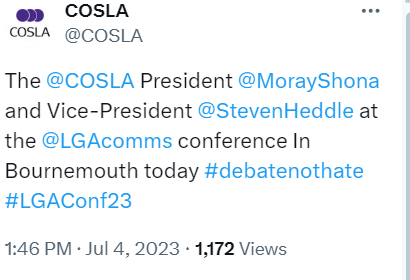 COSLA
COSLA
@COSLA
The @COSLA President @MorayShona
and Vice-President @StevenHeddle at
the @LGAcomms conference In
Bournemouth today #debatenothate
#LGAConf23
1:46 PM · Jul 4, 2023 · 1,172 Views